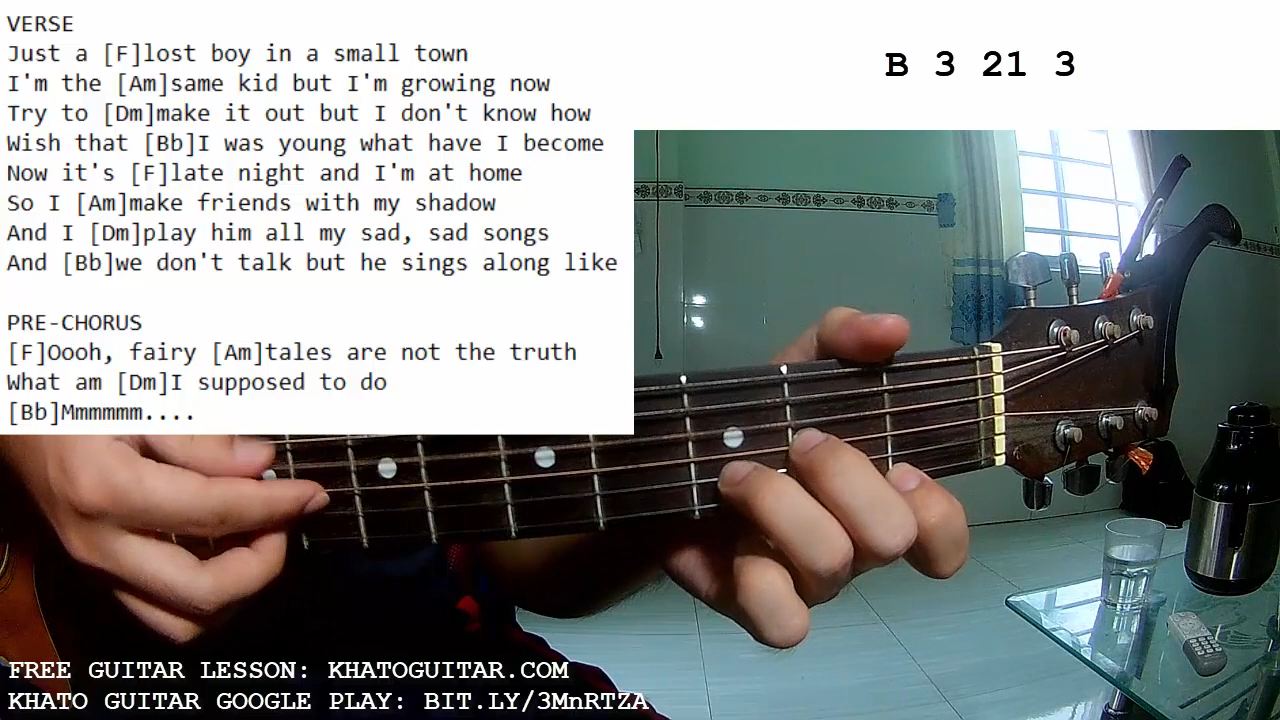 VERSE
Just a [F]lost boy in a small town
I'm the [Am]same kid but I'm growing now
Try to [Dm]make it out but I don't know how
Wish that [Bb]I was young what have I become
Now it's [F]late night and I'm at home
So I [Am]make friends with my shadow
And I [Dm]play him all my sad, sad songs
And [Bb]we don't talk but he sings along like
PRE-CHORUS
[F]Oooh, fairy [Am]tales are not the truth
What am [Dm]I supposed to do
[Bb]Mmmmmm....
B 3 21 3
FREE GUITAR LESSON: KHATOGUITAR.COM
KHATO GUITAR GOOGLE PLAY: BIT.LY/3MnRTZA